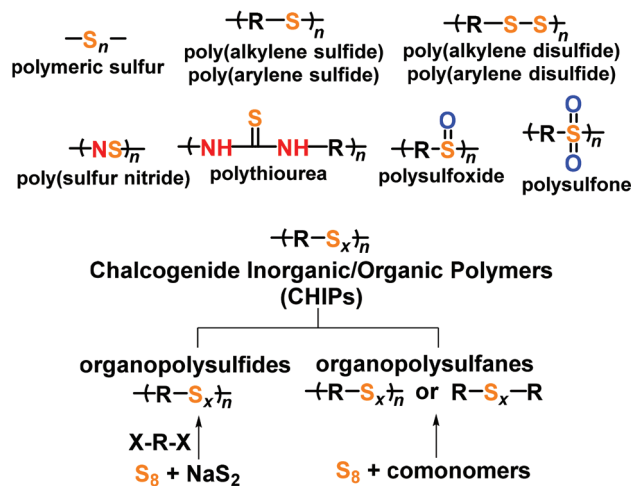 –Sn–
polymeric sulfur
(R–S)n
poly(alkylene sulfide)
poly(arylene sulfide)
(R–S–S)n
poly(alkylene disulfide)
poly(arylene disulfide)
(NS)n
poly(sulfur nitride)
S
(NH NH–R)n
polythiourea
O
(R–S)n
polysulfoxide
O
(R–S)n
O
polysulfone
(R–Sx)n
Chalcogenide Inorganic/Organic Polymers
(CHIPs)
organopolysulfides
(R–Sx)n
X-R-X
S8 + NaS2
organopolysulfanes
(R–Sx)n or R–Sx–R
S8 + comonomers